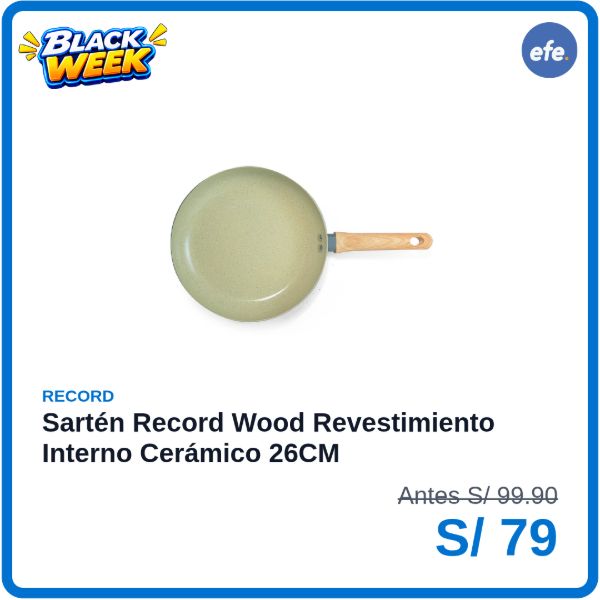 BLACK
WEEK
efe.
RECORD
Sartén Record Wood Revestimiento
Interno Cerámico 26CM
Antes S/ 99.90
S/ 79